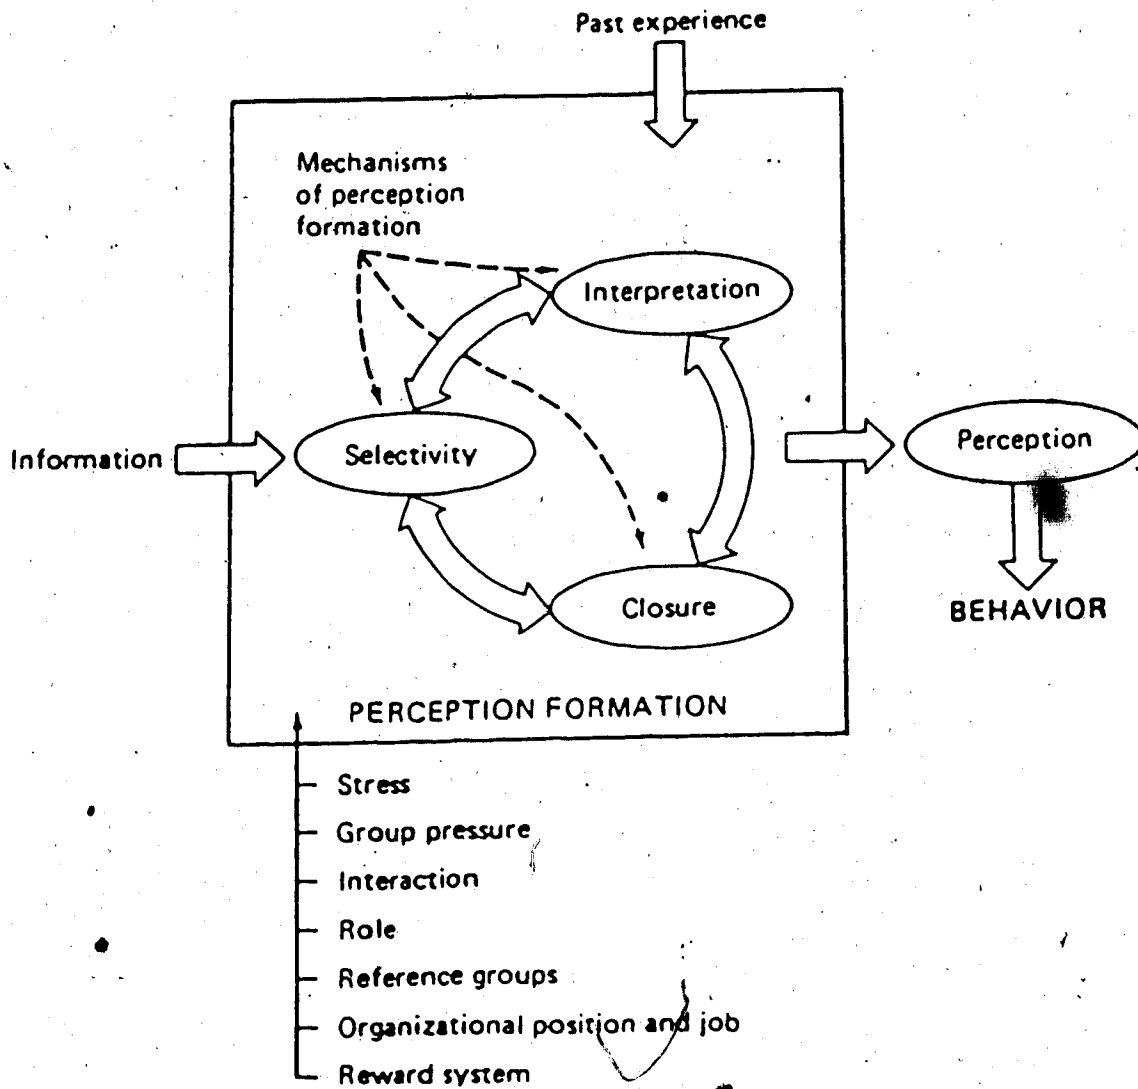 Past experience
Mechanisms
of perception
formation
Interpretation
Information
Selectivity
Perception
Closure
BEHAVIOR
PERCEPTION FORMATION
Stress
Group pressure
Interaction
Role
Reference groups
Organizational position and job
Reward system